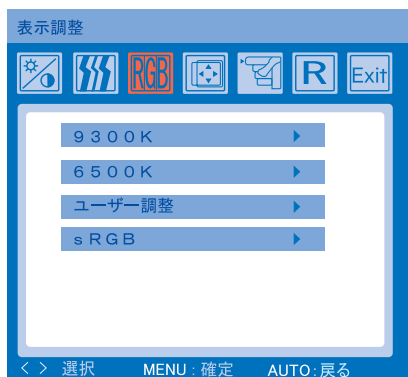 表示調整
RGB R Exit
９３００Ｋ
６５００Ｋ
ユーザー調整
ｓＲＧＢ
< > 選択 MENU : 確定 AUTO : 戻る